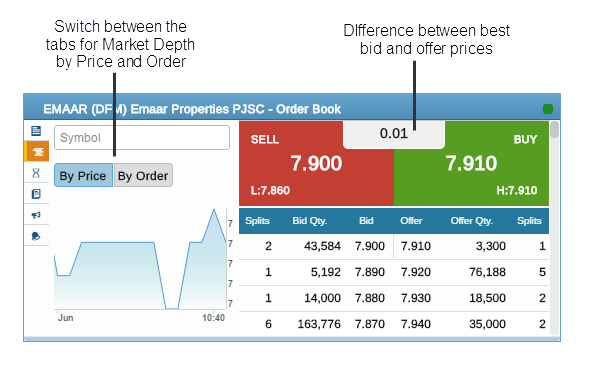 Switch between the
tabs for Market Depth
by Price and Order
DIfference between best
bid and offer prices
EMAAR (DFM) Emaar Properties PJSC - Order Book
Symbol
By Price By Order
SELL 0.01 BUY
7.900 7.910
L:7.860 H:7.910
Splits Bid Qty. Bid Offer Offer Qty. Splits
2 43,584 7.900 7.910 3,300 1
1 5,192 7.890 7.920 76,188 5
1 14,000 7.880 7.930 18,500 2
6 163,776 7.870 7.940 35,000 2
7
7
7
7
7
Jun 10:40